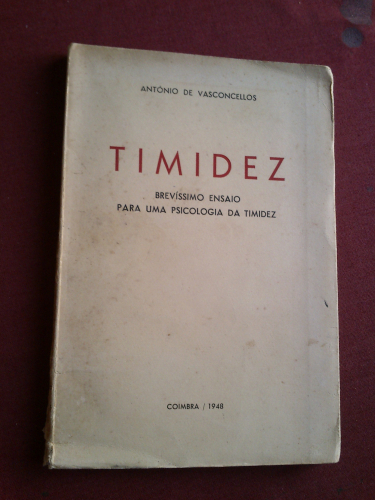 ANTÓNIO DE VASCONCELLOS
TIMIDEZ
BREVÍSSIMO ENSAIO
PARA UMA PSICOLOGIA DA TIMIDEZ
COIMBRA / 1948